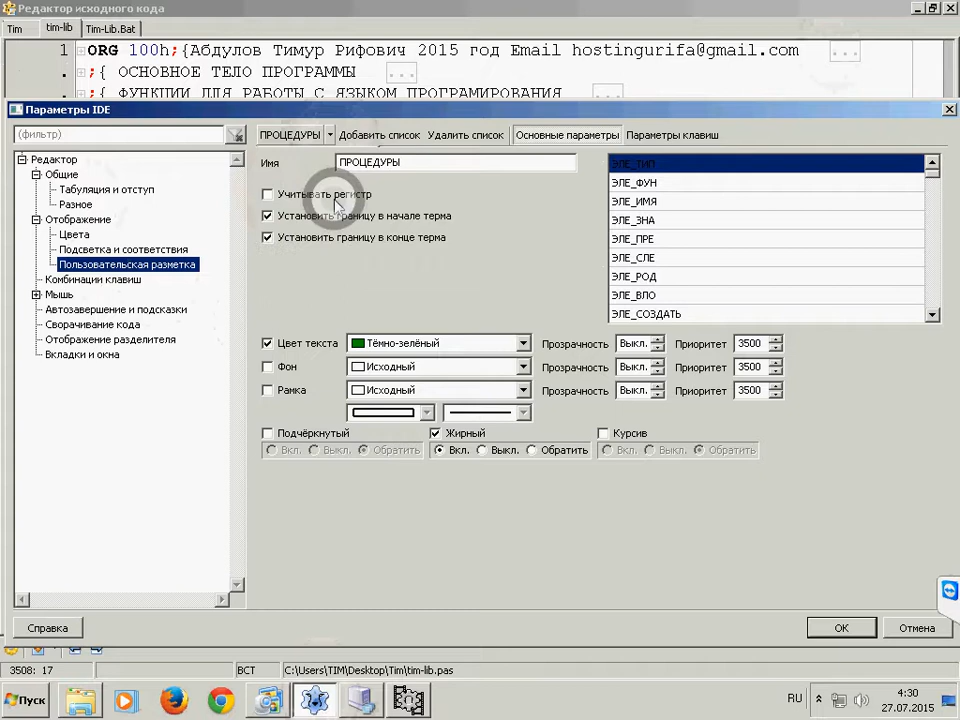 Редактор исходного кода
Tim tim-lib Tim-Lib.Bat
1 ORG 100h;{Абдулов Тимур Рифович 2015 год Email hostingurifa@gmail.com ...
. ;{ ОСНОВНОЕ ТЕЛО ПРОГРАММЫ ...
. ;{ ФУНКЦИИ ДЛЯ РАБОТЫ С ЯЗЫКОМ ПРОГРАМИРОВАНИЯ ...
Параметры IDE
(фильтр)
ПРОЦЕДУРЫ Добавить список Удалить список Основные параметры Параметры клавиш
Редактор
Общие
Табуляция и отступ
Разное
Отображение
Цвета
Подсветка и соответствия
Пользовательская разметка
Комбинации клавиш
Мышь
Автозавершение и подсказки
Сворачивание кода
Отображения разделителя
Вкладки и окна
Имя ПРОЦЕДУРЫ
Учитывать регистр
Установить границу в начале терма
Установить границу в конце терма
ЭЛЕ_ТИП
ЭЛЕ_ФУН
ЭЛЕ_ИМЯ
ЭЛЕ_ЗНА
ЭЛЕ_ПРЕ
ЭЛЕ_СЛЕ
ЭЛЕ_РОД
ЭЛЕ_ВЛО
ЭЛЕ_СОЗДАТЬ
Цвет текста Тёмно-зелёный Прозрачность Выкл. Приоритет 3500
Фон Исходный Прозрачность Выкл. Приоритет 3500
Рамка Исходный Прозрачность Выкл. Приоритет 3500
Подчёркнутый Жирный Курсив
Вкл. Выкл. Обратить Вкл. Выкл. Обратить Вкл. Выкл. Обратить
Справка OK Отмена
3508: 17 ВСТ C:\Users\TIM\Desktop\Tim\tim-lib.pas
Пуск RU 4:30
27.07.2015